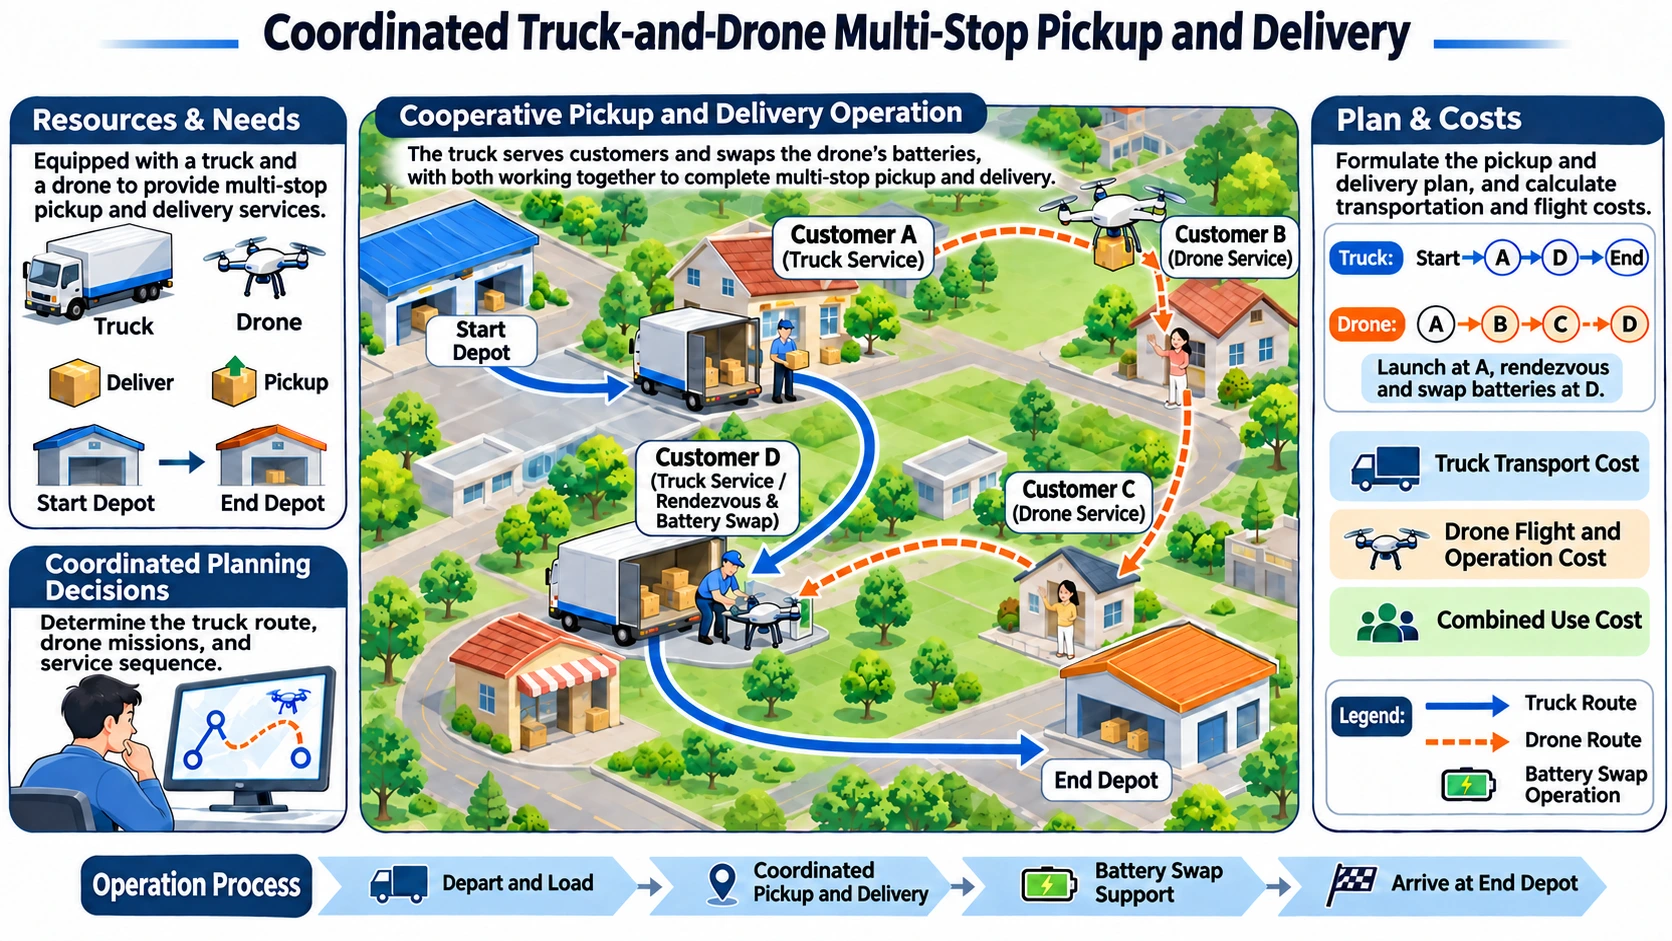 Coordinated Truck-and-Drone Multi-Stop Pickup and Delivery
Resources & Needs
Equipped with a truck and
a drone to provide multi-stop
pickup and delivery services.
Truck
Drone
Deliver
Pickup
Start Depot
End Depot
Coordinated Planning
Decisions
Determine the truck route,
drone missions, and
service sequence.
Cooperative Pickup and Delivery Operation
The truck serves customers and swaps the drone's batteries,
with both working together to complete multi-stop pickup and delivery.
Customer A
(Truck Service)
Customer B
(Drone Service)
Start
Depot
Customer D
(Truck Service /
Rendezvous &
Battery Swap)
Customer C
(Drone Service)
End Depot
Plan & Costs
Formulate the pickup and
delivery plan, and calculate
transportation and flight costs.
Truck: Start A D End
Drone: A B C D
Launch at A, rendezvous
and swap batteries at D.
Truck Transport Cost
Drone Flight and
Operation Cost
Combined Use Cost
Legend:
Truck Route
Drone Route
Battery Swap
Operation
Operation Process
Depart and Load
Coordinated
Pickup and Delivery
Battery Swap
Support
Arrive at End Depot